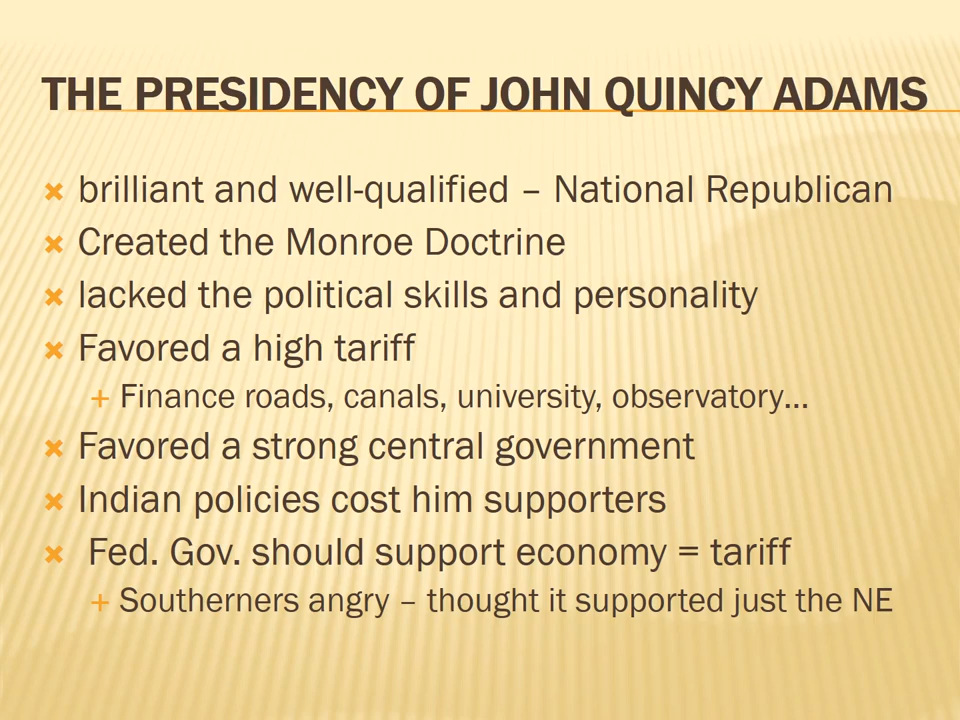 THE PRESIDENCY OF JOHN QUINCY ADAMS
brilliant and well-qualified – National Republican
Created the Monroe Doctrine
lacked the political skills and personality
Favored a high tariff
Finance roads, canals, university, observatory…
Favored a strong central government
Indian policies cost him supporters
Fed. Gov. should support economy = tariff
Southerners angry – thought it supported just the NE